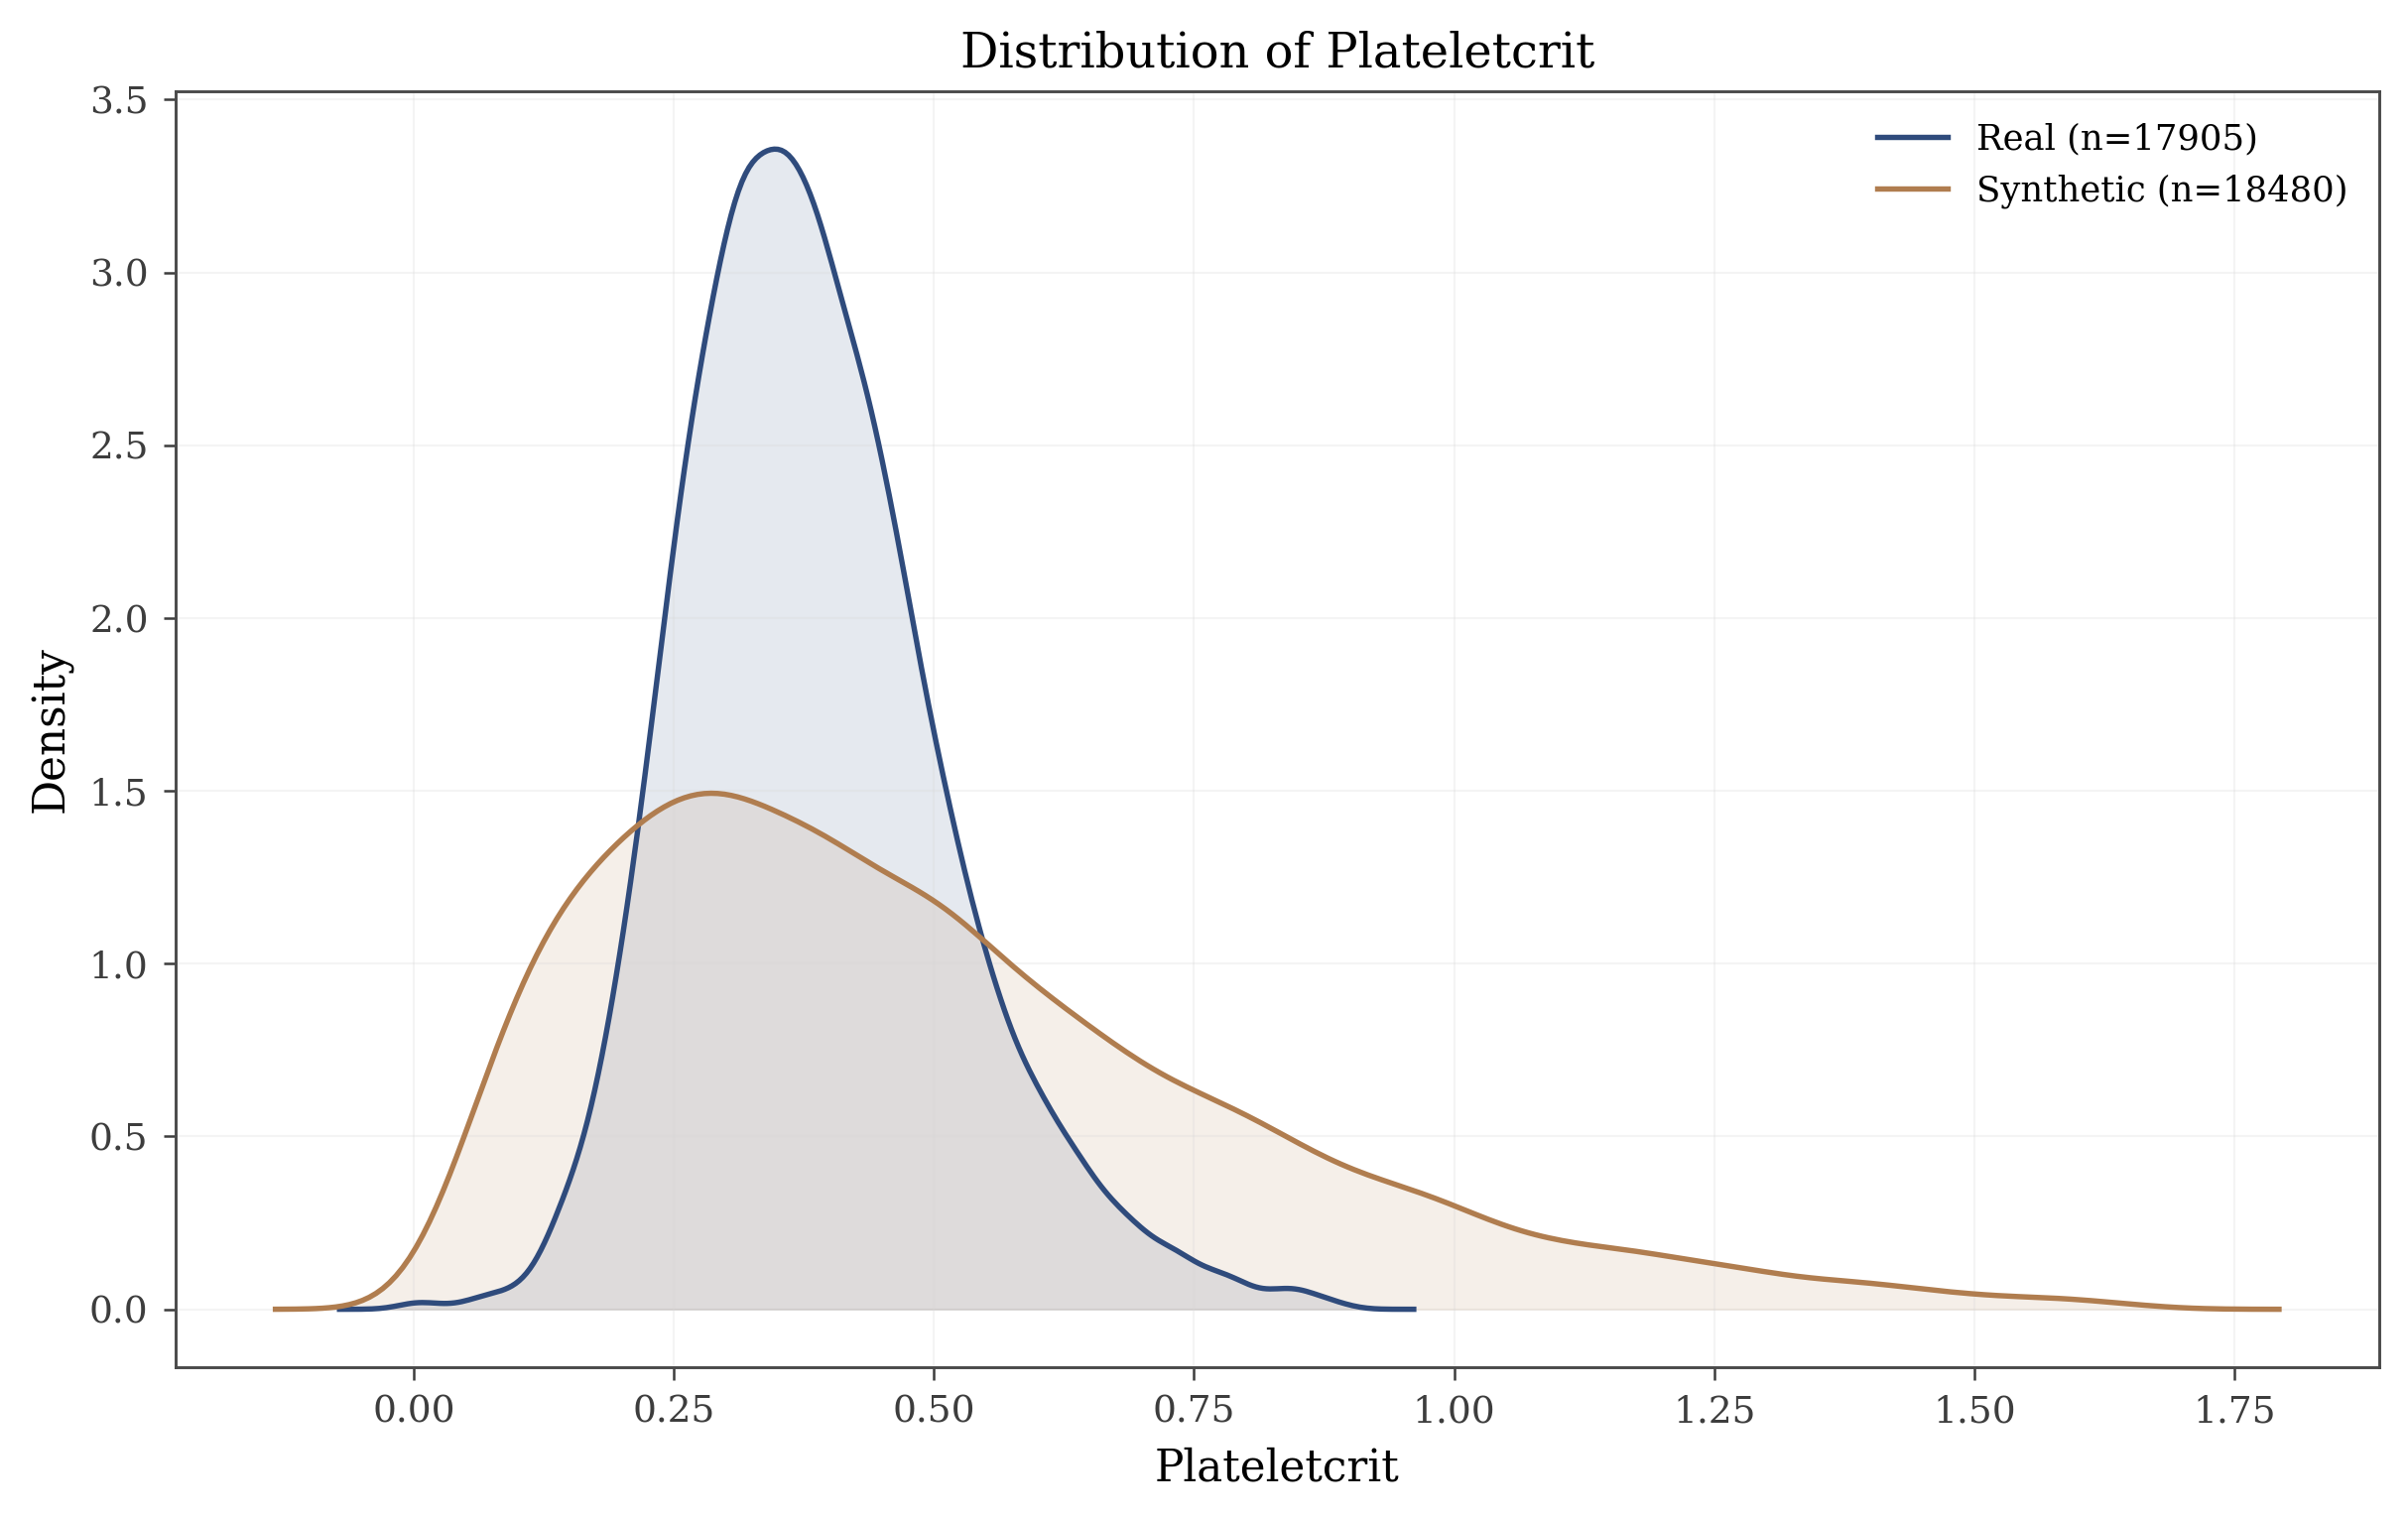 Distribution of Plateletcrit
Real (n=17905)
Synthetic (n=18480)
Density
3.5
3.0
2.5
2.0
1.5
1.0
0.5
0.0
0.00 0.25 0.50 0.75 1.00 1.25 1.50 1.75
Plateletcrit